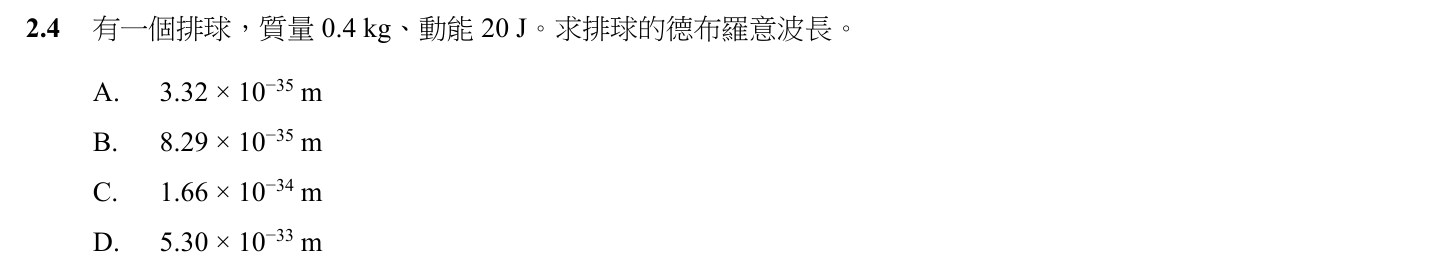 2.4 有一個排球，質量 0.4 kg、動能 20 J。求排球的德布羅意波長。
A. 3.32 × 10⁻³⁵ m
B. 8.29 × 10⁻³⁵ m
C. 1.66 × 10⁻³⁴ m
D. 5.30 × 10⁻³³ m